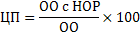 ЦП = ОО с НОР / ОО × 100